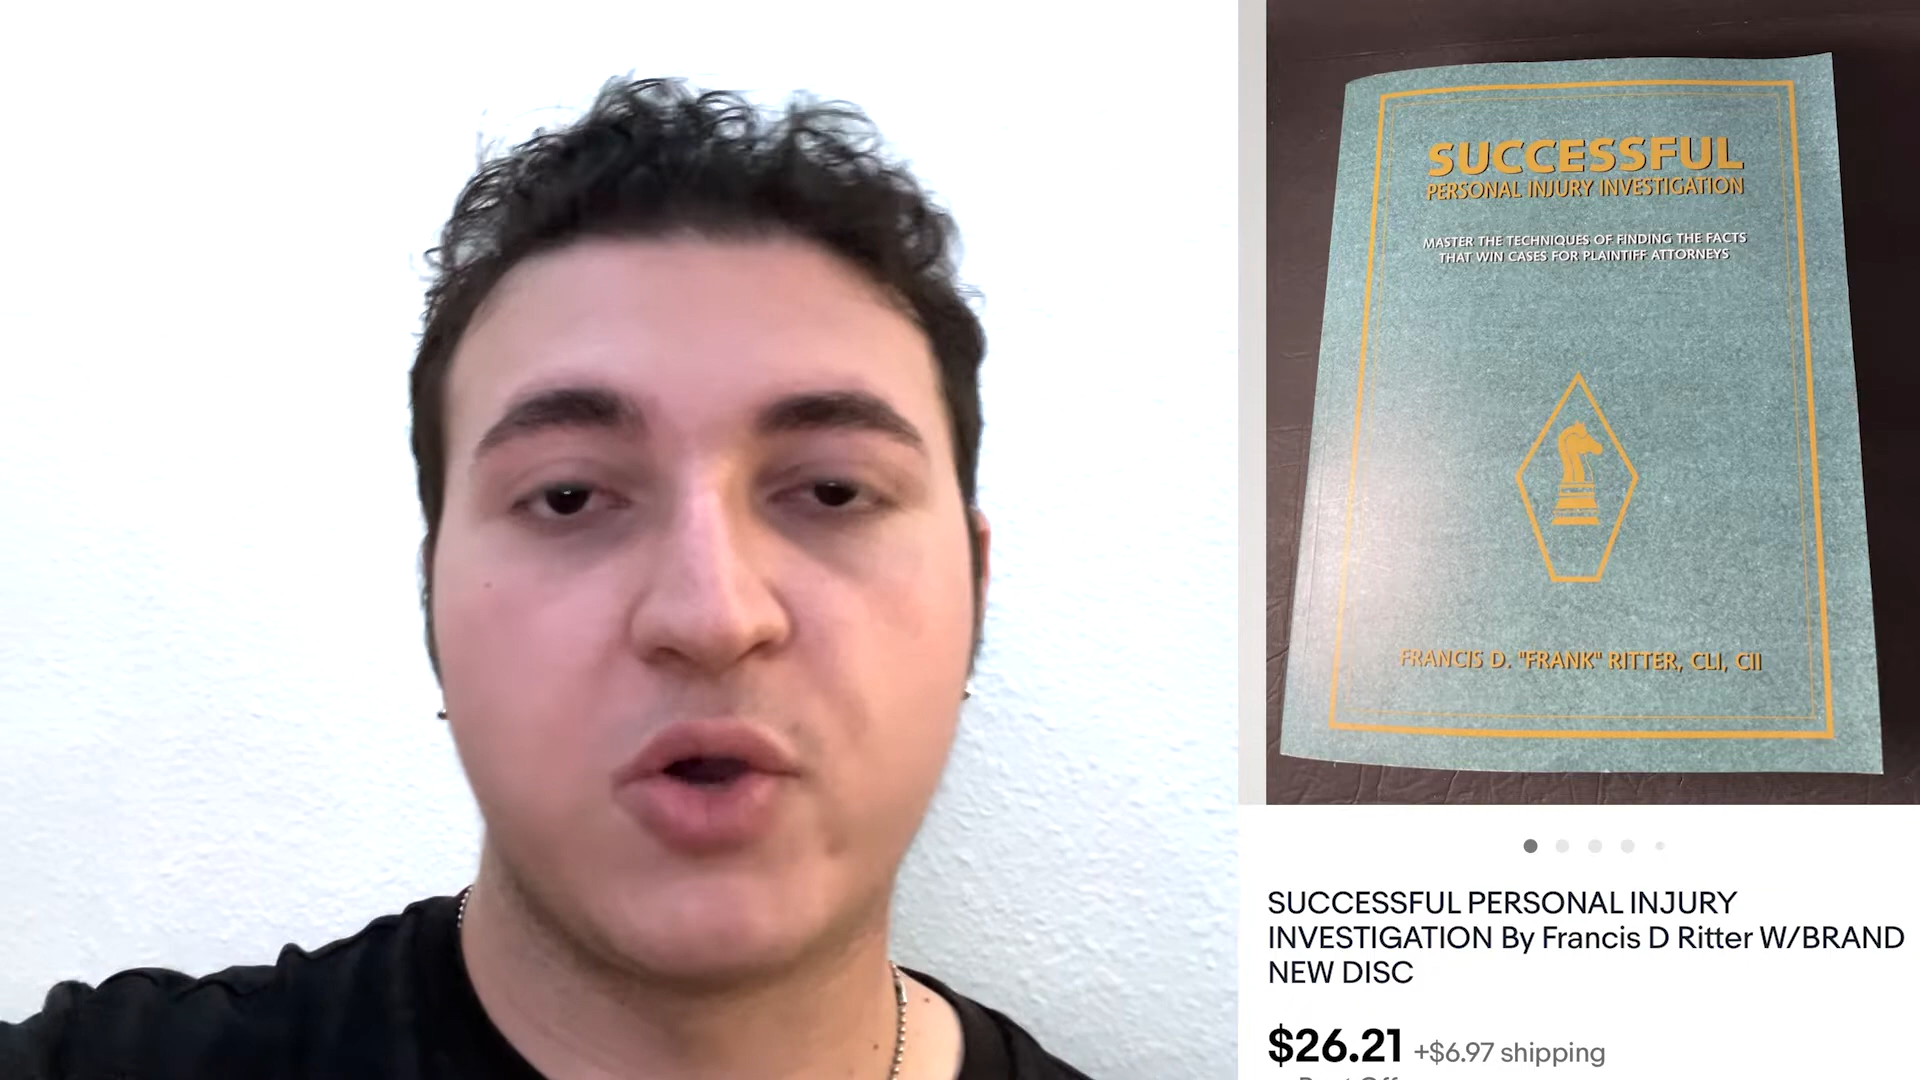 SUCCESSFUL
PERSONAL INJURY INVESTIGATION
MASTER THE TECHNIQUES OF FINDING THE FACTS
THAT WIN CASES FOR PLAINTIFF ATTORNEYS
FRANCIS D. "FRANK" RITTER, CLI, CII
SUCCESSFUL PERSONAL INJURY
INVESTIGATION By Francis D Ritter W/BRAND
NEW DISC
$26.21 +$6.97 shipping